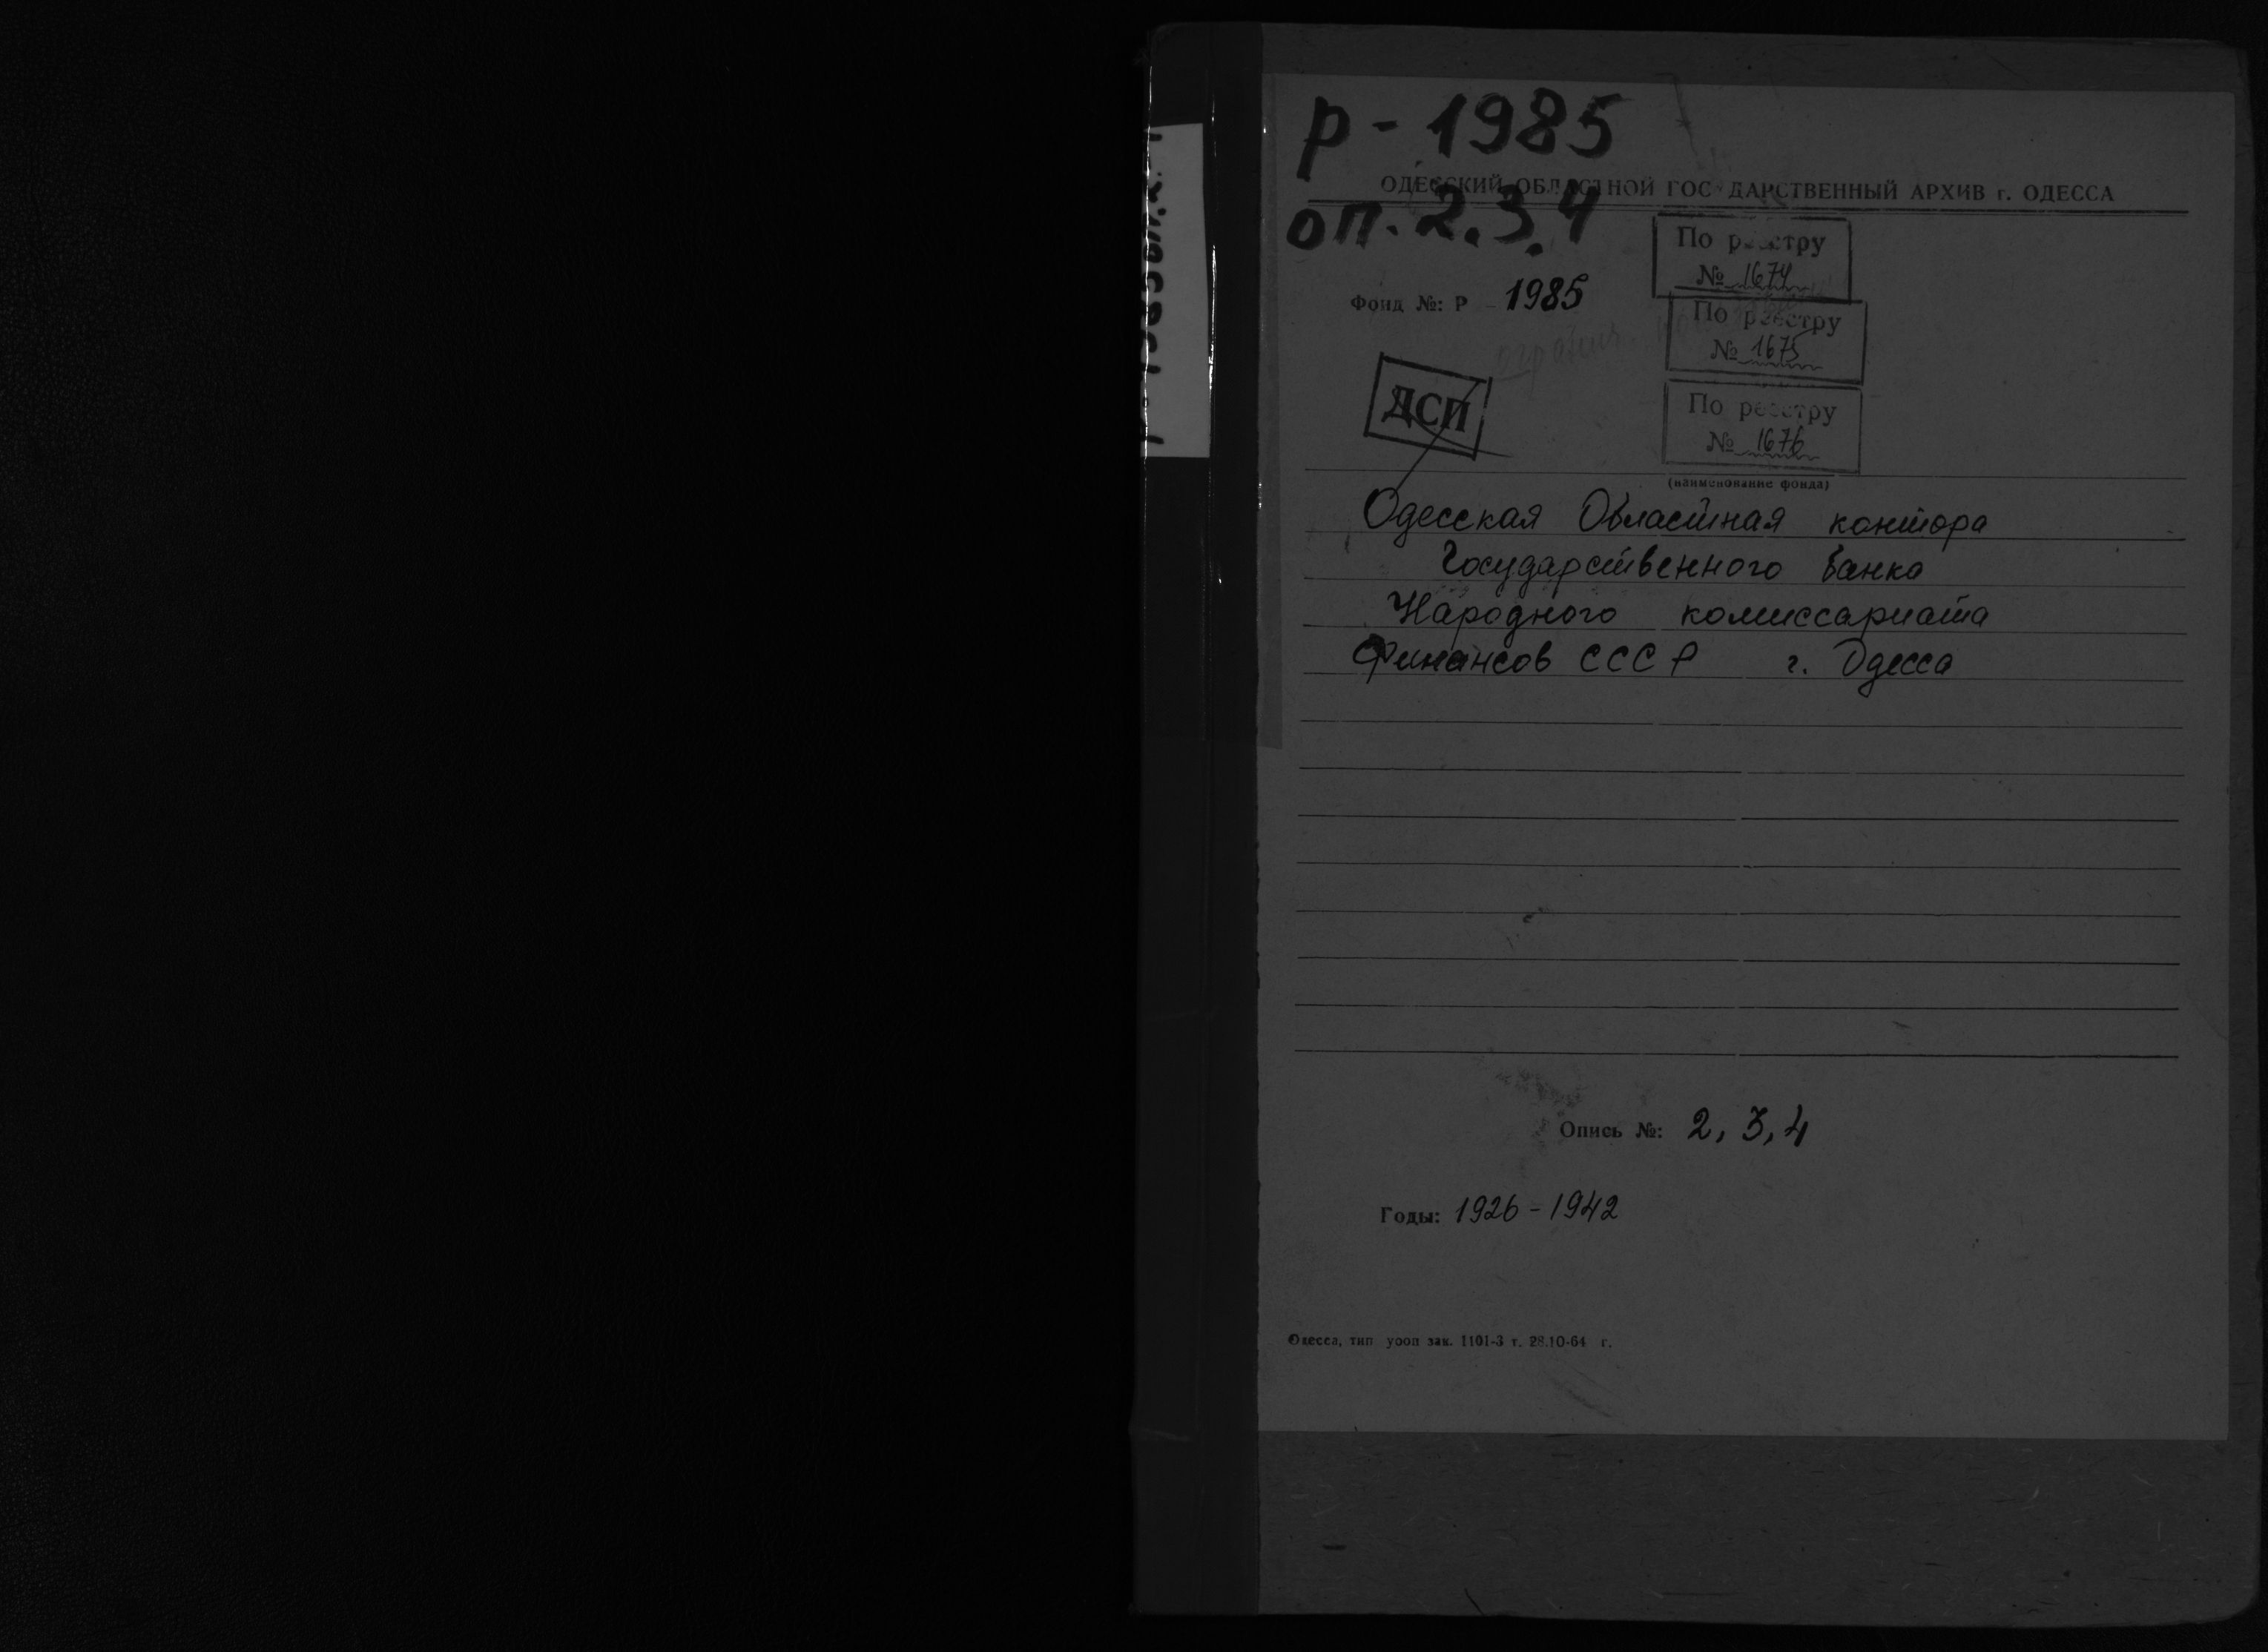 Р - 1985
ОДЕССКИЙ ОБЛАСТНОЙ ГОСУДАРСТВЕННЫЙ АРХИВ г. ОДЕССА
оп. 2.3.4
По реестру
№ 1674
Фонд №: Р - 1985
По реестру
№ 1675
ДСП
По реестру
№ 1676
(наименование фонда)
Одесская Областная контора
Государственного банка
Народного комиссариата
Финансов СССР г. Одесса
Опись №: 2, 3, 4
Годы: 1926 - 1942
Одесса, тип уооп зак. 1101-3 т. 28.10-64 г.